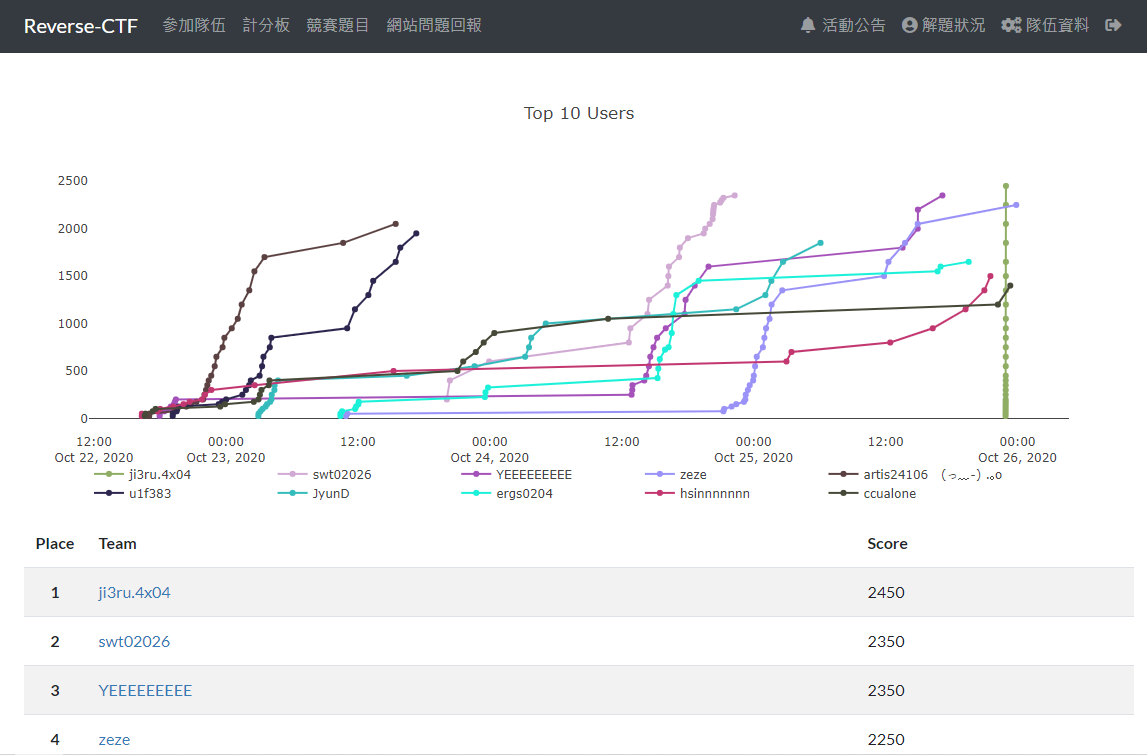 Reverse-CTF 參加隊伍 計分板 競賽題目 網站問題回報 活動公告 解題狀況 隊伍資料
Top 10 Users
2500
2000
1500
1000
500
0
12:00 00:00 12:00 00:00 12:00 00:00 12:00 00:00
Oct 22, 2020 Oct 23, 2020 Oct 24, 2020 Oct 25, 2020 Oct 26, 2020
ji3ru.4x04 swt02026 YEEEEEEEEE zeze artis24106 （っ﹏-) .｡o
u1f383 JyunD ergs0204 hsinnnnnnn ccualone
Place Team Score
1 ji3ru.4x04 2450
2 swt02026 2350
3 YEEEEEEEEE 2350
4 zeze 2250